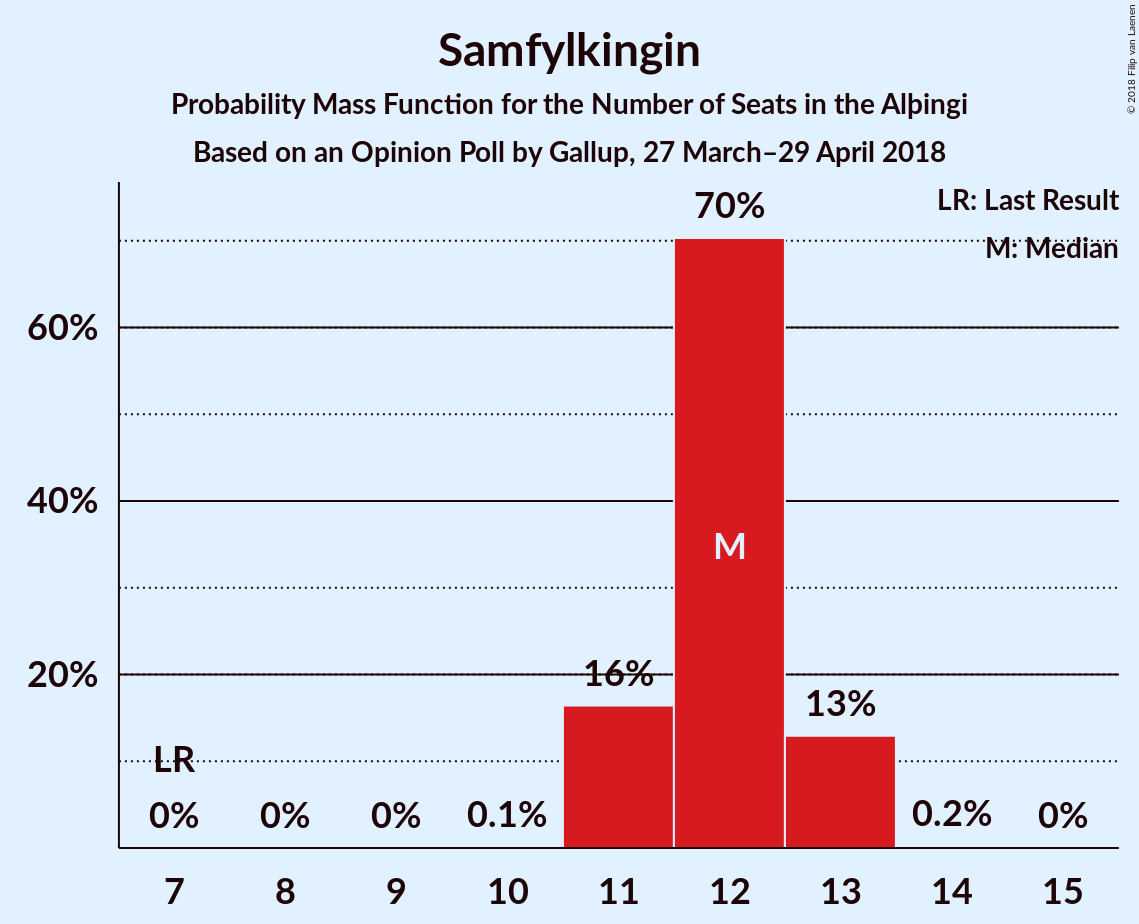 Samfylkingin
Probability Mass Function for the Number of Seats in the Alþingi
Based on an Opinion Poll by Gallup, 27 March–29 April 2018
© 2018 Filip van Laenen
LR: Last Result
M: Median
70%
60%
40%
M
20%
16%
13%
LR
0%
0%
0%
0.1%
0.2%
0%
7 8 9 10 11 12 13 14 15